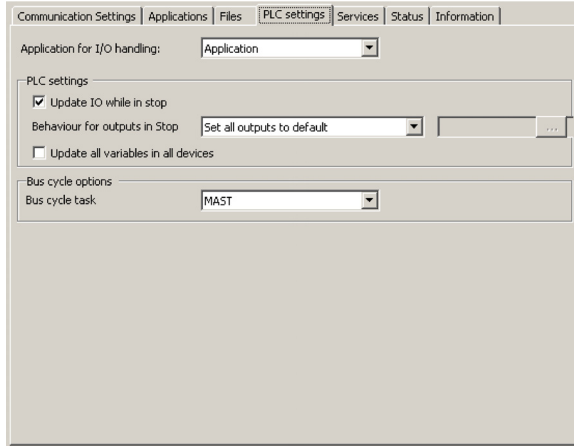 Communication Settings Applications Files PLC settings Services Status Information
Application for I/O handling: Application
PLC settings
Update IO while in stop
Behaviour for outputs in Stop Set all outputs to default ...
Update all variables in all devices
Bus cycle options
Bus cycle task MAST